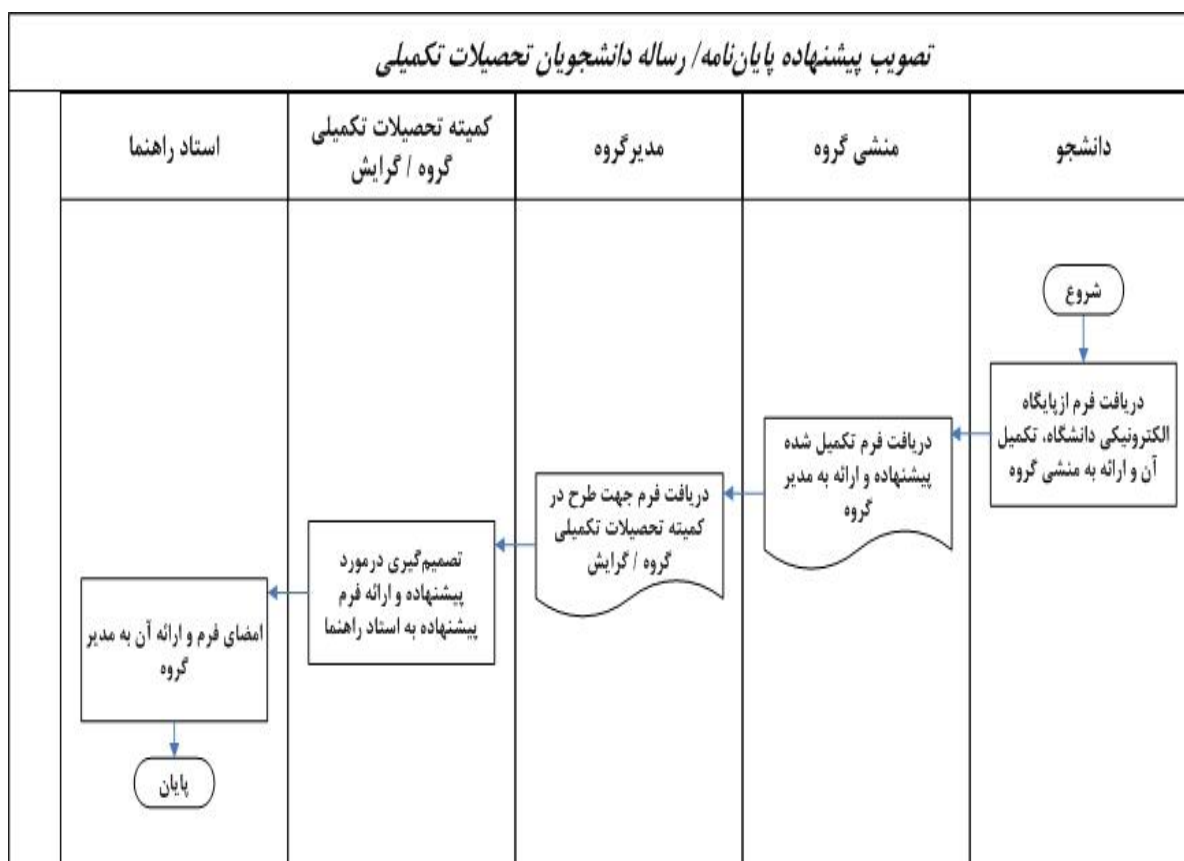 تصویب پیشنهاده پایان‌نامه/ رساله دانشجویان تحصیلات تکمیلی
دانشجو
منشی گروه
مدیرگروه
کمیته تحصیلات تکمیلی
گروه / گرایش
استاد راهنما
شروع
دریافت فرم ازپایگاه
الکترونیکی دانشگاه، تکمیل
آن و ارائه به منشی گروه
دریافت فرم تکمیل شده
پیشنهاده و ارائه به مدیر
گروه
دریافت فرم جهت طرح در
کمیته تحصیلات تکمیلی
گروه / گرایش
تصمیم‌گیری درمورد
پیشنهاده و ارائه فرم
پیشنهاده به استاد راهنما
امضای فرم و ارائه آن به مدیر
گروه
پایان